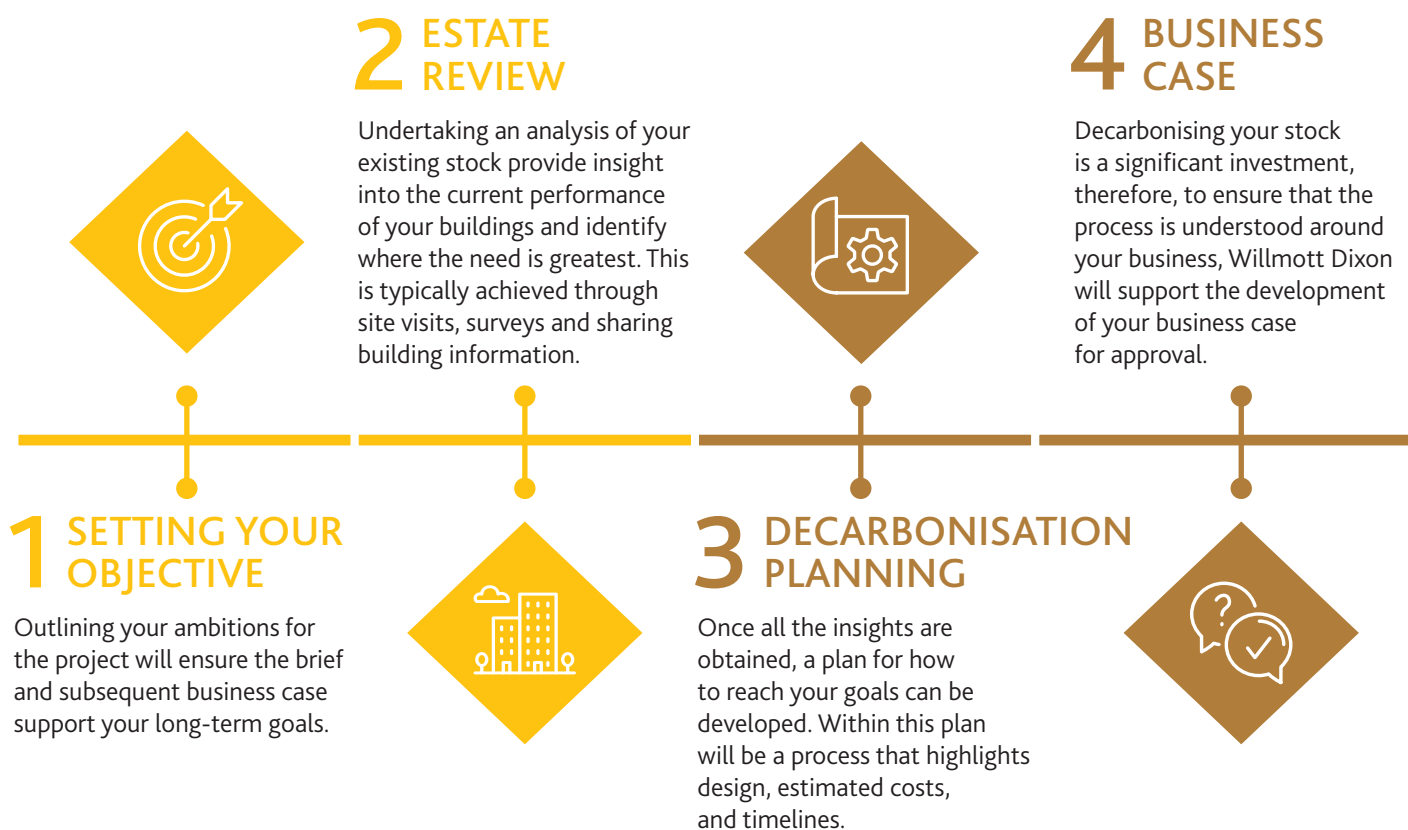 1 SETTING YOUR
OBJECTIVE
Outlining your ambitions for
the project will ensure the brief
and subsequent business case
support your long-term goals.
2 ESTATE
REVIEW
Undertaking an analysis of your
existing stock provide insight
into the current performance
of your buildings and identify
where the need is greatest. This
is typically achieved through
site visits, surveys and sharing
building information.
3 DECARBONISATION
PLANNING
Once all the insights are
obtained, a plan for how
to reach your goals can be
developed. Within this plan
will be a process that highlights
design, estimated costs,
and timelines.
4 BUSINESS
CASE
Decarbonising your stock
is a significant investment,
therefore, to ensure that the
process is understood around
your business, Willmott Dixon
will support the development
of your business case
for approval.
?